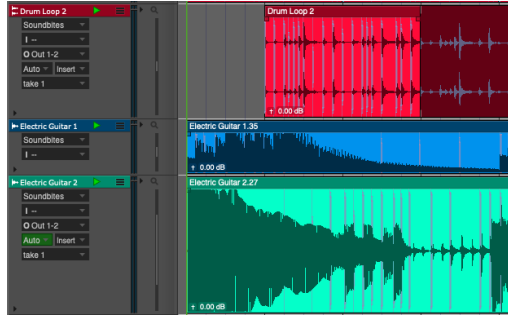 Drum Loop 2
Soundbites
I --
O Out 1-2
Auto Insert
take 1
Drum Loop 2
+ 0.00 dB
Electric Guitar 1
Soundbites
I --
Electric Guitar 1.35
+ 0.00 dB
Electric Guitar 2
Soundbites
I --
O Out 1-2
Auto Insert
take 1
Electric Guitar 2.27
+ 0.00 dB